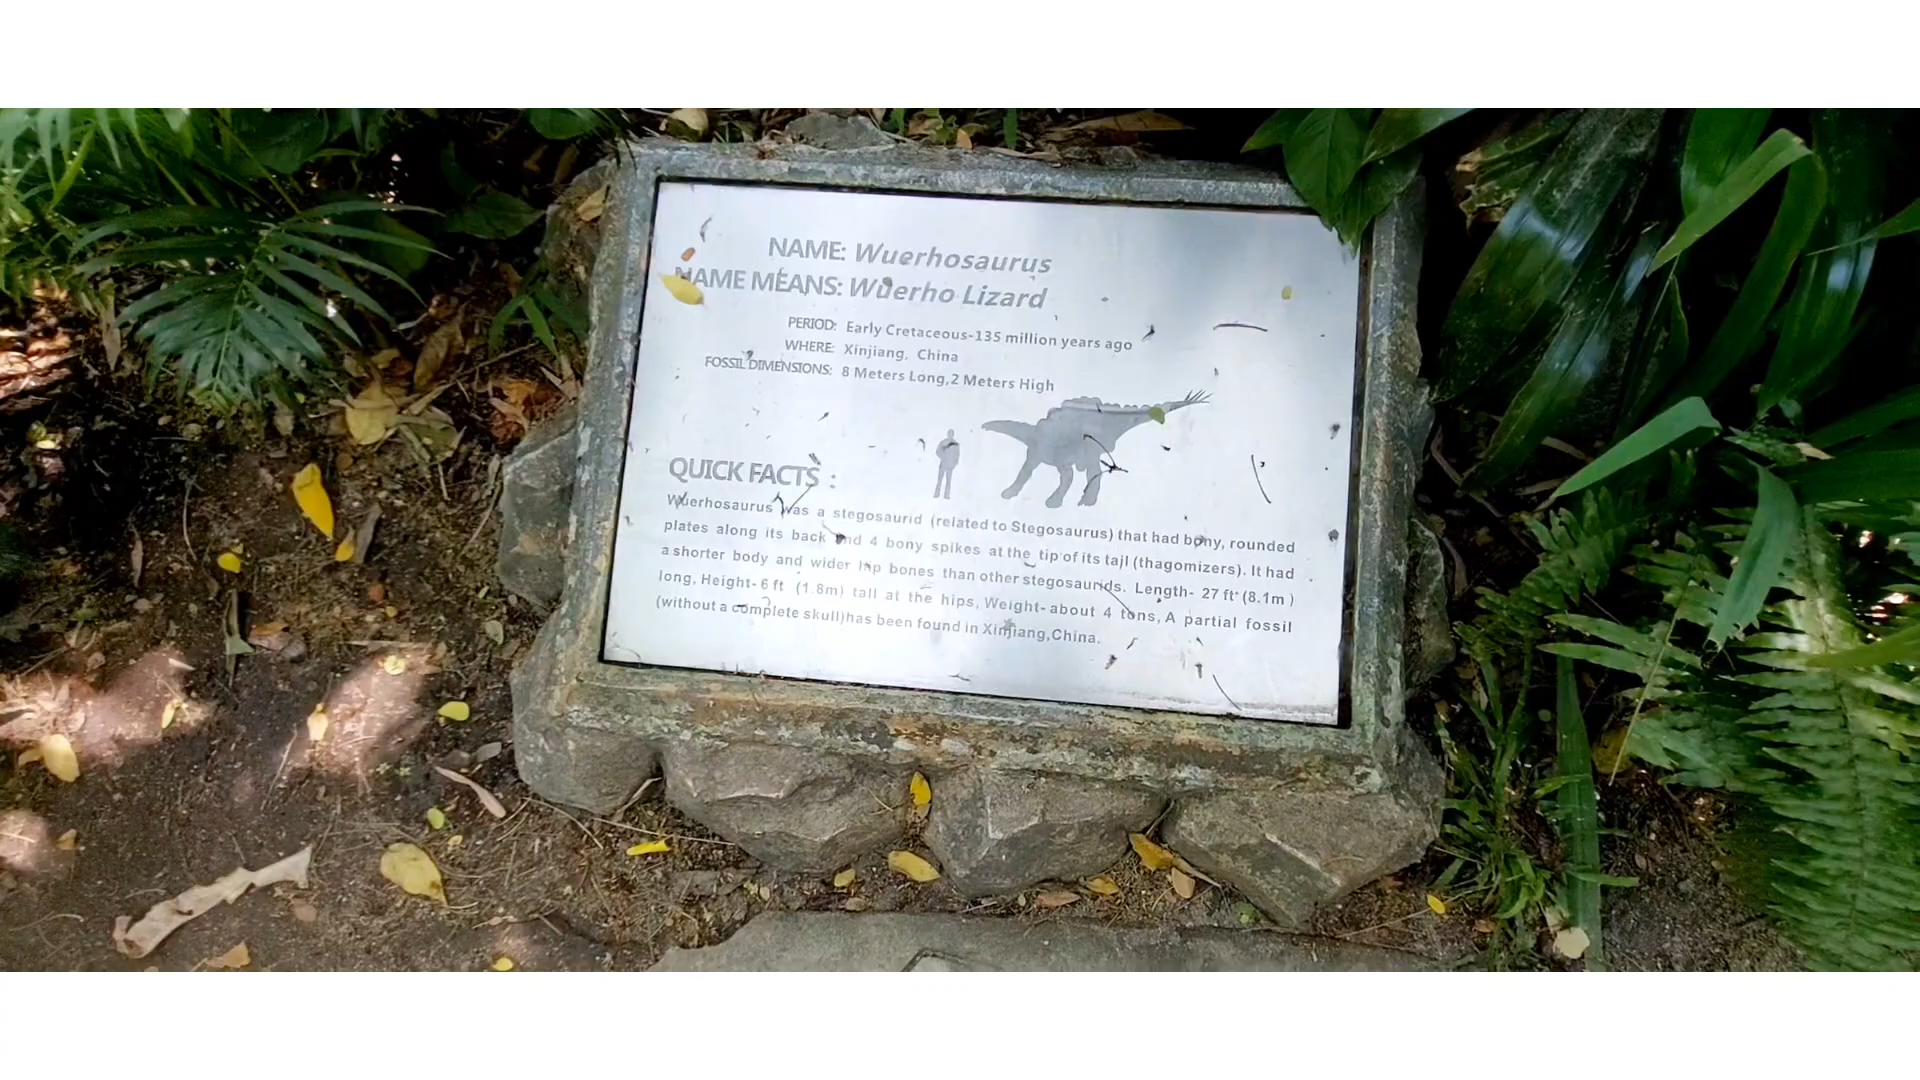 NAME: Wuerhosaurus
NAME MEANS: Wuerho Lizard
PERIOD: Early Cretaceous-135 million years ago
WHERE: Xinjiang, China
FOSSIL DIMENSIONS: 8 Meters Long,2 Meters High
QUICK FACTS :
Wuerhosaurus was a stegosaurid (related to Stegosaurus) that had bony, rounded
plates along its back and 4 bony spikes at the tip of its tail (thagomizers). It had
a shorter body and wider hip bones than other stegosaurids. Length- 27 ft (8.1m)
long, Height- 6 ft (1.8m) tall at the hips, Weight- about 4 tons, A partial fossil
(without a complete skull)has been found in Xinjiang,China.